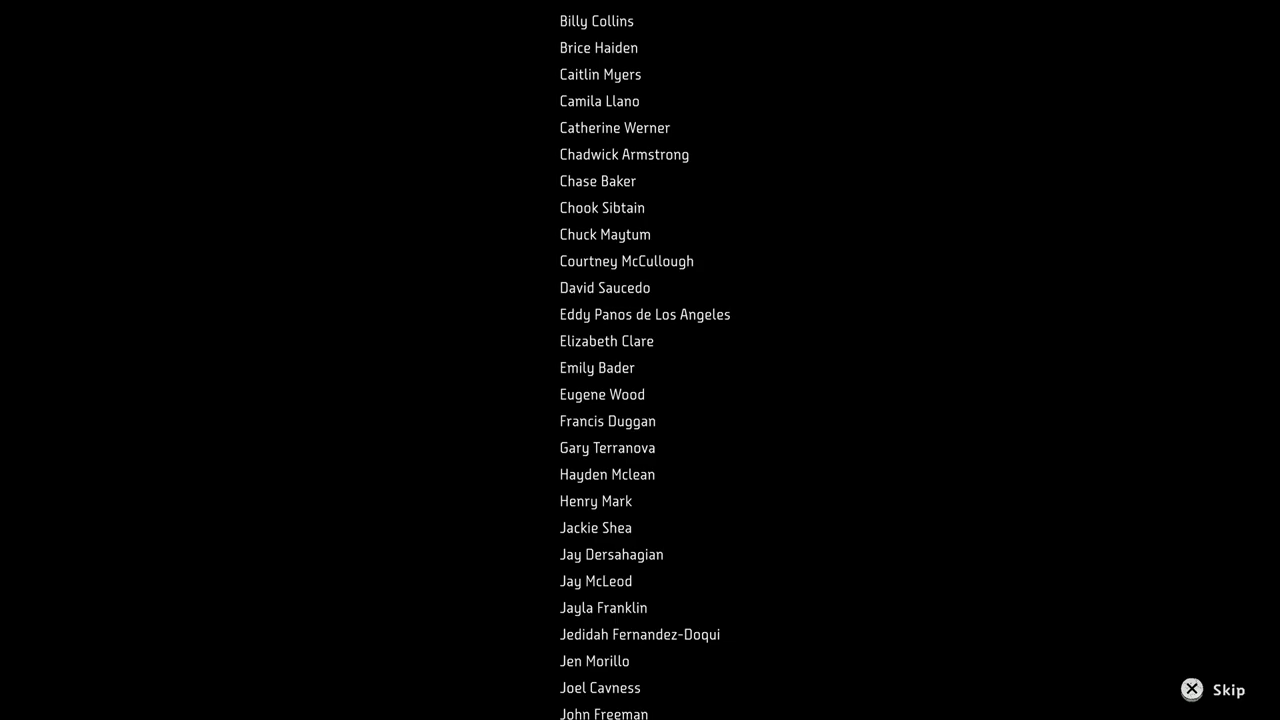 Billy Collins
Brice Haiden
Caitlin Myers
Camila Llano
Catherine Werner
Chadwick Armstrong
Chase Baker
Chook Sibtain
Chuck Maytum
Courtney McCullough
David Saucedo
Eddy Panos de Los Angeles
Elizabeth Clare
Emily Bader
Eugene Wood
Francis Duggan
Gary Terranova
Hayden Mclean
Henry Mark
Jackie Shea
Jay Dersahagian
Jay McLeod
Jayla Franklin
Jedidah Fernandez-Doqui
Jen Morillo
Joel Cavness
John Freeman
Skip